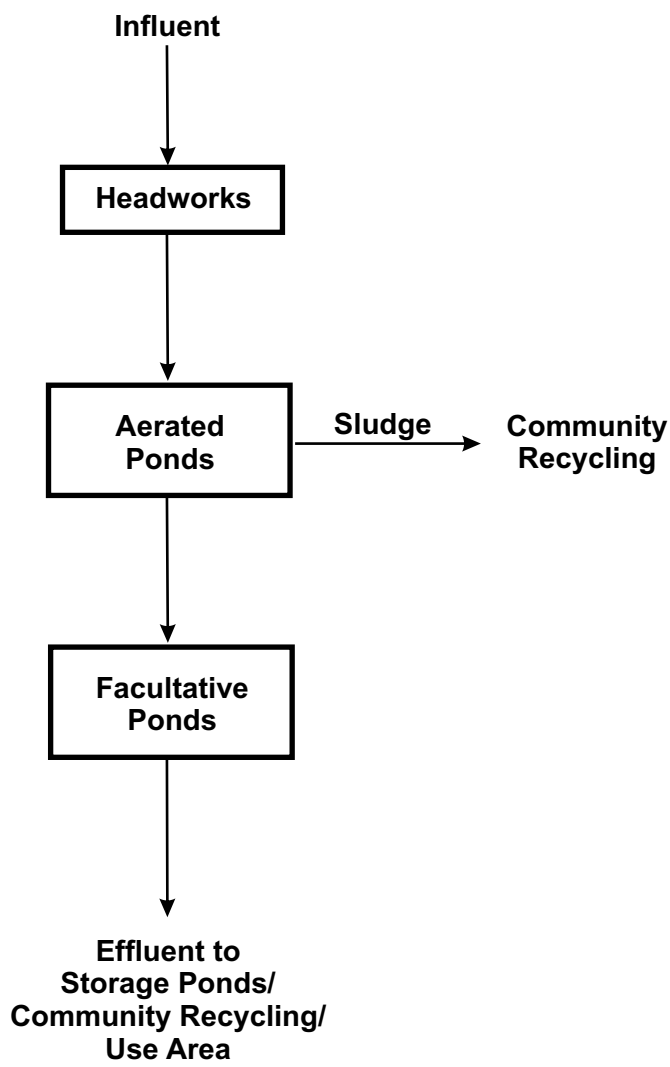 Influent
Headworks
Aerated
Ponds
Sludge
Community
Recycling
Facultative
Ponds
Effluent to
Storage Ponds/
Community Recycling/
Use Area